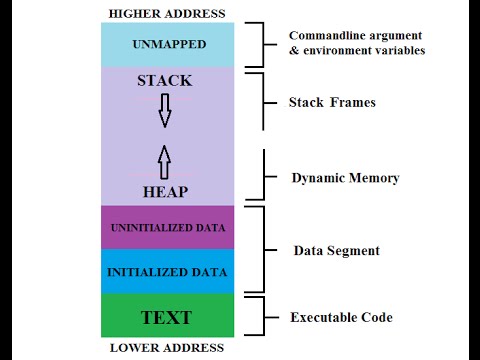 HIGHER ADDRESS
UNMAPPED
Commandline argument
& environment variables
STACK
Stack Frames
HEAP
Dynamic Memory
UNINITIALIZED DATA
Data Segment
INITIALIZED DATA
TEXT
Executable Code
LOWER ADDRESS